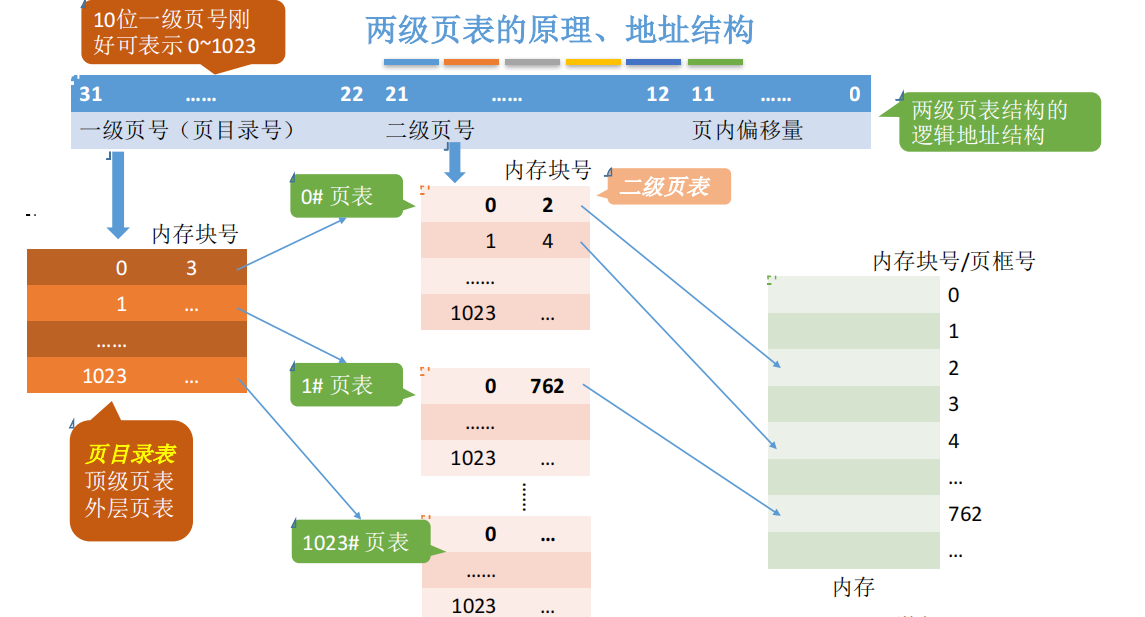 10位一级页号刚
好可表示 0~1023
两级页表的原理、地址结构
31 …… 22 21 …… 12 11 …… 0
一级页号（页目录号） 二级页号 页内偏移量
两级页表结构的
逻辑地址结构
内存块号
0 3
1 …
……
1023 …
页目录表
顶级页表
外层页表
0# 页表
内存块号
二级页表
0 2
1 4
……
1023 …
1# 页表
0 762
……
1023 …
1023# 页表
0 …
……
1023 …
内存块号/页框号
0
1
2
3
4
…
762
…
内存